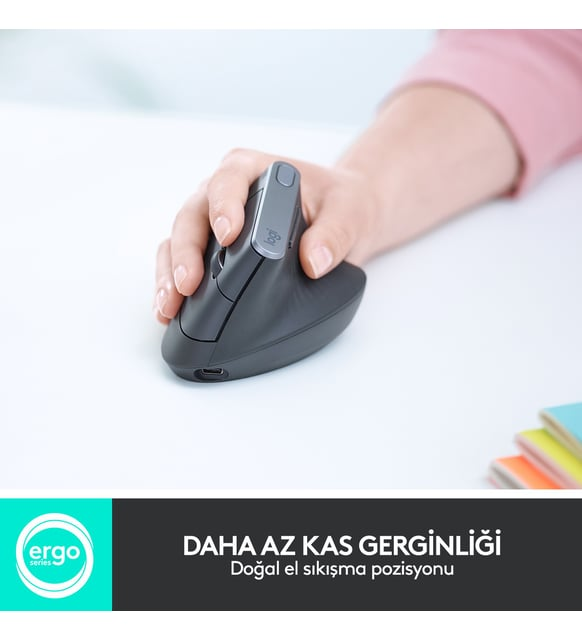 logi
ergo
series
DAHA AZ KAS GERGİNLİĞİ
Doğal el sıkışma pozisyonu